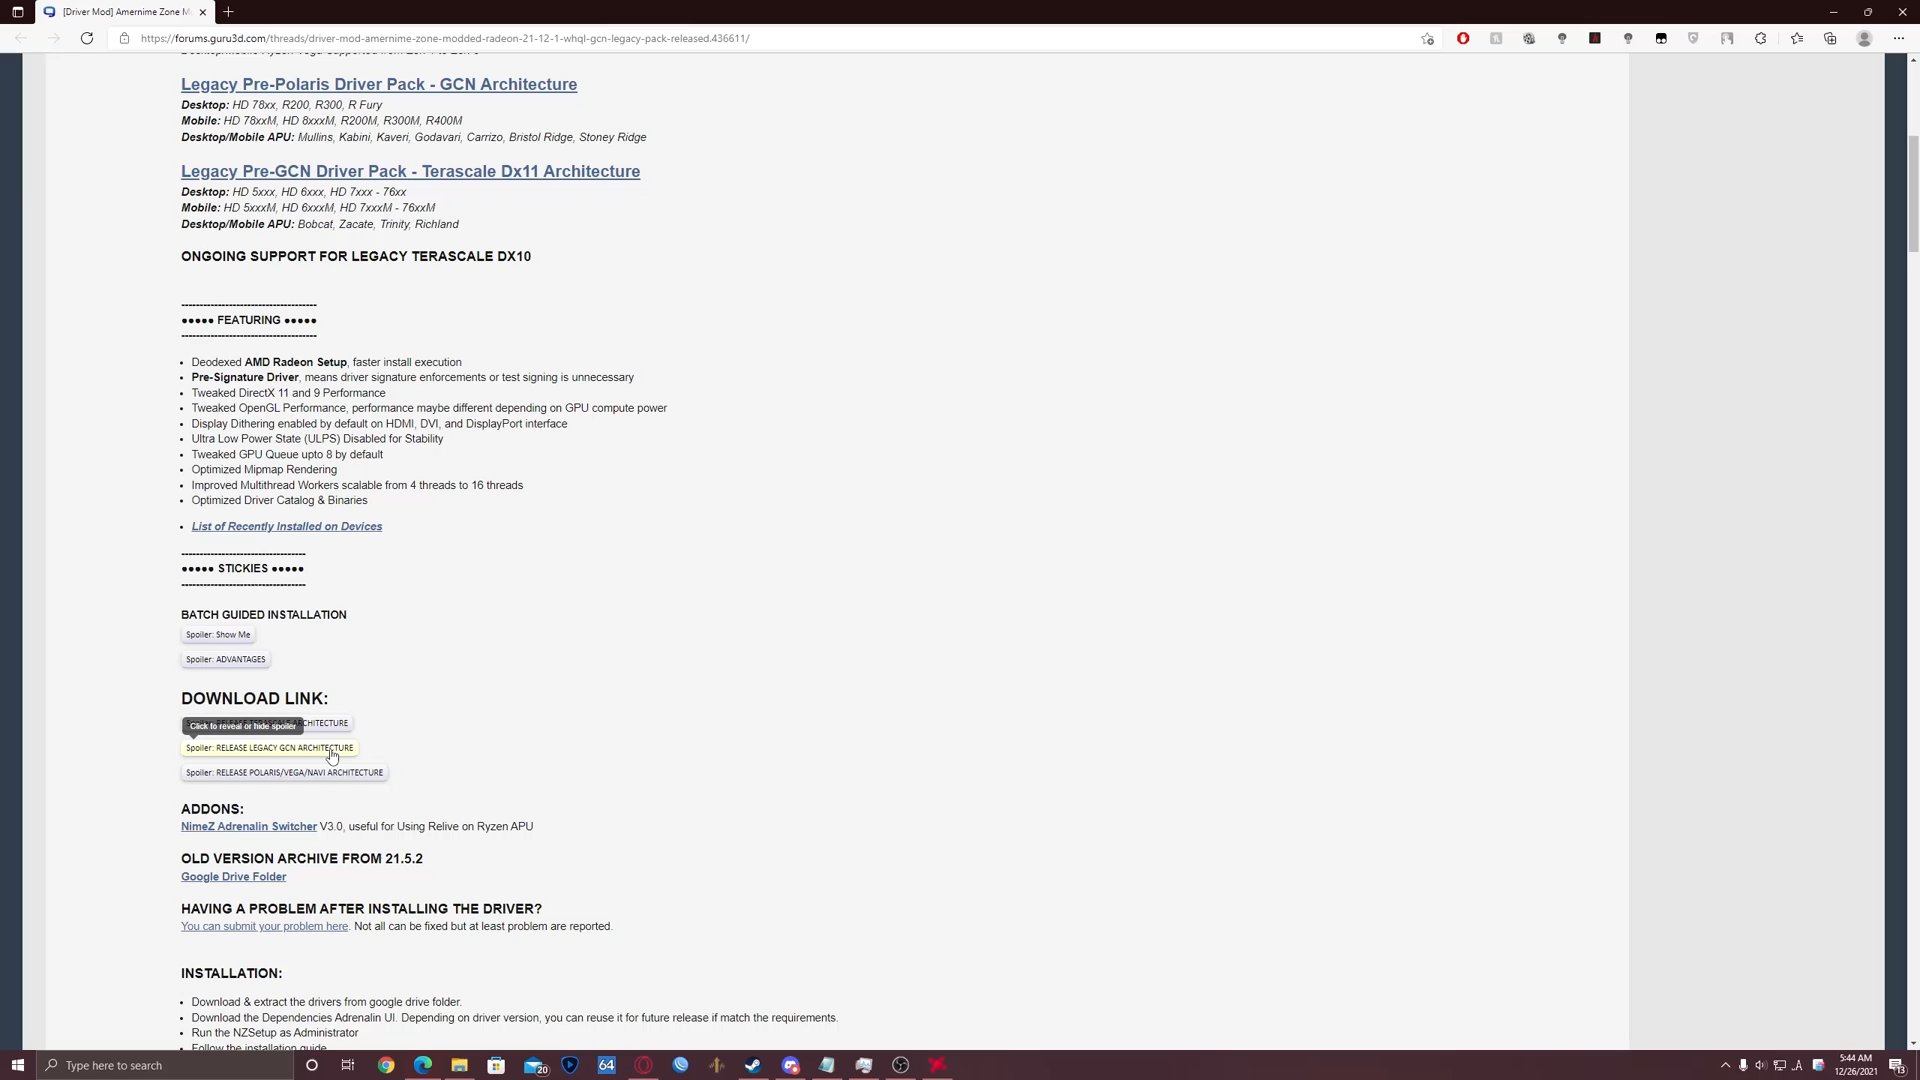 [Driver Mod] Amernime Zone M
https://forums.guru3d.com/threads/driver-mod-amernime-zone-modded-radeon-21-12-1-whql-gcn-legacy-pack-released.436611/
Legacy Pre-Polaris Driver Pack - GCN Architecture
Desktop: HD 78xx, R200, R300, R Fury
Mobile: HD 78xxM, HD 8xxxM, R200M, R300M, R400M
Desktop/Mobile APU: Mullins, Kabini, Kaveri, Godavari, Carrizo, Bristol Ridge, Stoney Ridge
Legacy Pre-GCN Driver Pack - Terascale Dx11 Architecture
Desktop: HD 5xxx, HD 6xxx, HD 7xxx - 76xx
Mobile: HD 5xxxM, HD 6xxxM, HD 7xxxM - 76xxM
Desktop/Mobile APU: Bobcat, Zacate, Trinity, Richland
ONGOING SUPPORT FOR LEGACY TERASCALE DX10
------------------------------------
●●●●● FEATURING ●●●●●
------------------------------------
• Deodexed AMD Radeon Setup, faster install execution
• Pre-Signature Driver, means driver signature enforcements or test signing is unnecessary
• Tweaked DirectX 11 and 9 Performance
• Tweaked OpenGL Performance, performance maybe different depending on GPU compute power
• Display Dithering enabled by default on HDMI, DVI, and DisplayPort interface
• Ultra Low Power State (ULPS) Disabled for Stability
• Tweaked GPU Queue upto 8 by default
• Optimized Mipmap Rendering
• Improved Multithread Workers scalable from 4 threads to 16 threads
• Optimized Driver Catalog & Binaries
• List of Recently Installed on Devices
---------------------------------
●●●●● STICKIES ●●●●●
---------------------------------
BATCH GUIDED INSTALLATION
Spoiler: Show Me
Spoiler: ADVANTAGES
DOWNLOAD LINK:
Click to reveal or hide spoiler
Spoiler: RELEASE LEGACY GCN ARCHITECTURE
Spoiler: RELEASE POLARIS/VEGA/NAVI ARCHITECTURE
ADDONS:
NimeZ Adrenalin Switcher V3.0, useful for Using Relive on Ryzen APU
OLD VERSION ARCHIVE FROM 21.5.2
Google Drive Folder
HAVING A PROBLEM AFTER INSTALLING THE DRIVER?
You can submit your problem here. Not all can be fixed but at least problem are reported.
INSTALLATION:
• Download & extract the drivers from google drive folder.
• Download the Dependencies Adrenalin UI. Depending on driver version, you can reuse it for future release if match the requirements.
• Run the NZSetup as Administrator
• Follow the installation guide
Type here to search
20
64
5:44 AM
12/26/2021
13